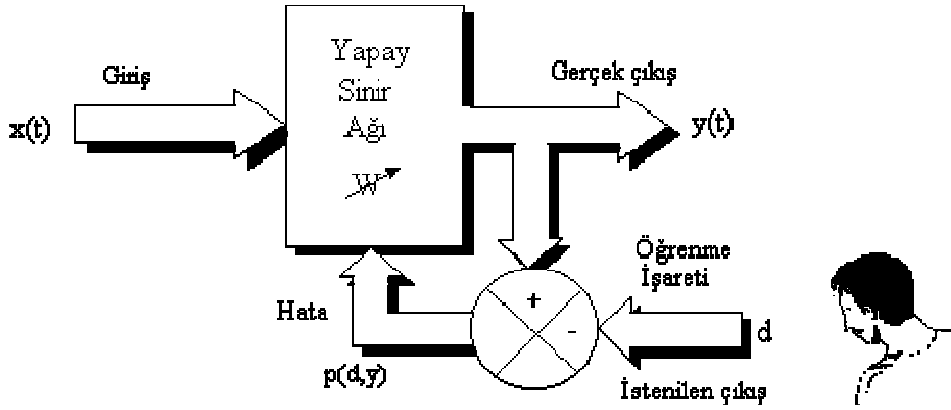 Yapay
Sinir
Ağı
W
Giriş
x(t)
Gerçek çıkış
y(t)
Öğrenme
İşareti
+
-
d
Hata
p(d,y)
İstenilen çıkış